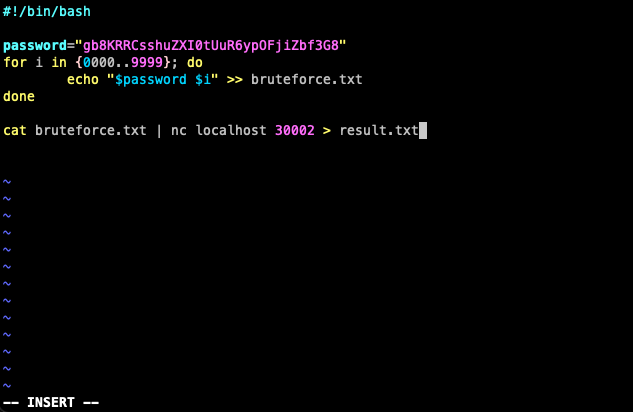 #!/bin/bash

password="gb8KRRCsshuZXI0tUuR6ypOFjiZbf3G8"
for i in {0000..9999}; do
        echo "$password $i" >> bruteforce.txt
done

cat bruteforce.txt | nc localhost 30002 > result.txt

~
~
~
~
~
~
~
~
~
~
~
~
~
-- INSERT --